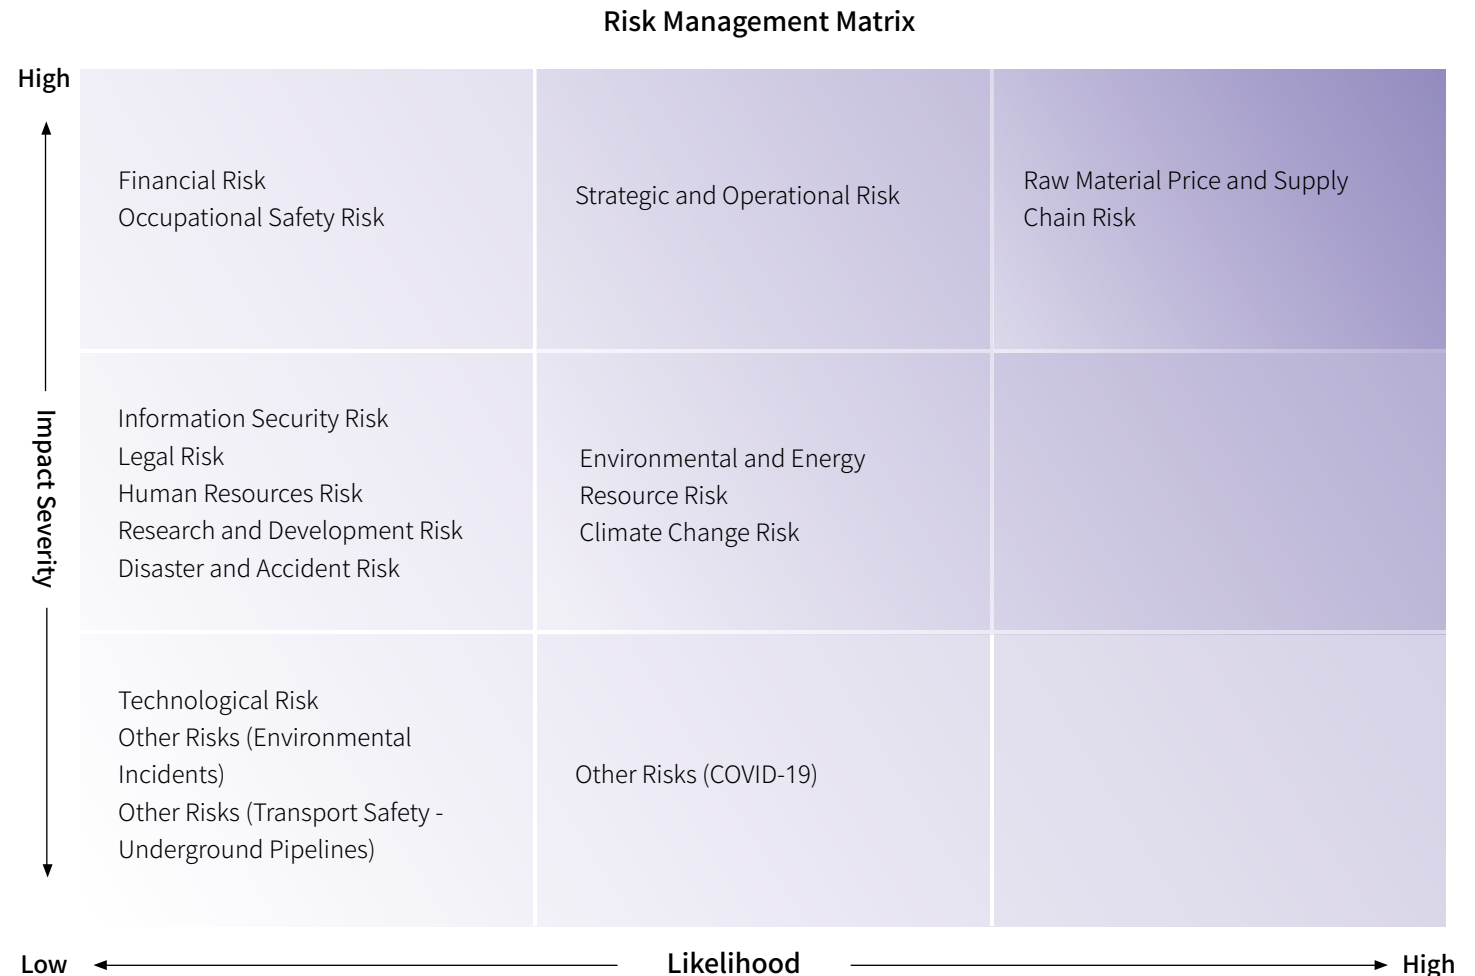 Risk Management Matrix
High
Financial Risk
Occupational Safety Risk
Strategic and Operational Risk
Raw Material Price and Supply
Chain Risk
Impact Severity
Information Security Risk
Legal Risk
Human Resources Risk
Research and Development Risk
Disaster and Accident Risk
Environmental and Energy
Resource Risk
Climate Change Risk
Technological Risk
Other Risks (Environmental
Incidents)
Other Risks (Transport Safety -
Underground Pipelines)
Other Risks (COVID-19)
Low
Likelihood
High